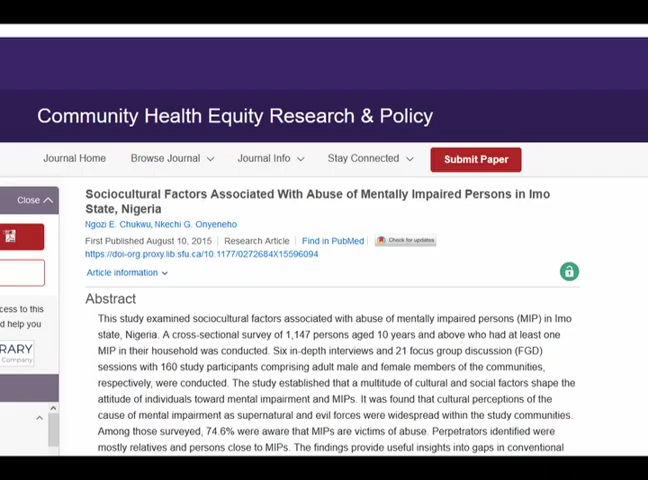 Community Health Equity Research & Policy
Journal Home Browse Journal Journal Info Stay Connected Submit Paper
Close
Sociocultural Factors Associated With Abuse of Mentally Impaired Persons in Imo
State, Nigeria
Ngozi E. Chukwu, Nkechi G. Onyeneho
First Published August 10, 2015 Research Article Find in PubMed Check for updates
https://doi-org.proxy.lib.sfu.ca/10.1177/0272684X15596094
Article information
cess to this
d help you
RARY
Company
Abstract
This study examined sociocultural factors associated with abuse of mentally impaired persons (MIP) in Imo
state, Nigeria. A cross-sectional survey of 1,147 persons aged 10 years and above who had at least one
MIP in their household was conducted. Six in-depth interviews and 21 focus group discussion (FGD)
sessions with 160 study participants comprising adult male and female members of the communities,
respectively, were conducted. The study established that a multitude of cultural and social factors shape the
attitude of individuals toward mental impairment and MIPs. It was found that cultural perceptions of the
cause of mental impairment as supernatural and evil forces were widespread within the study communities.
Among those surveyed, 74.6% were aware that MIPs are victims of abuse. Perpetrators identified were
mostly relatives and persons close to MIPs. The findings provide useful insights into gaps in conventional